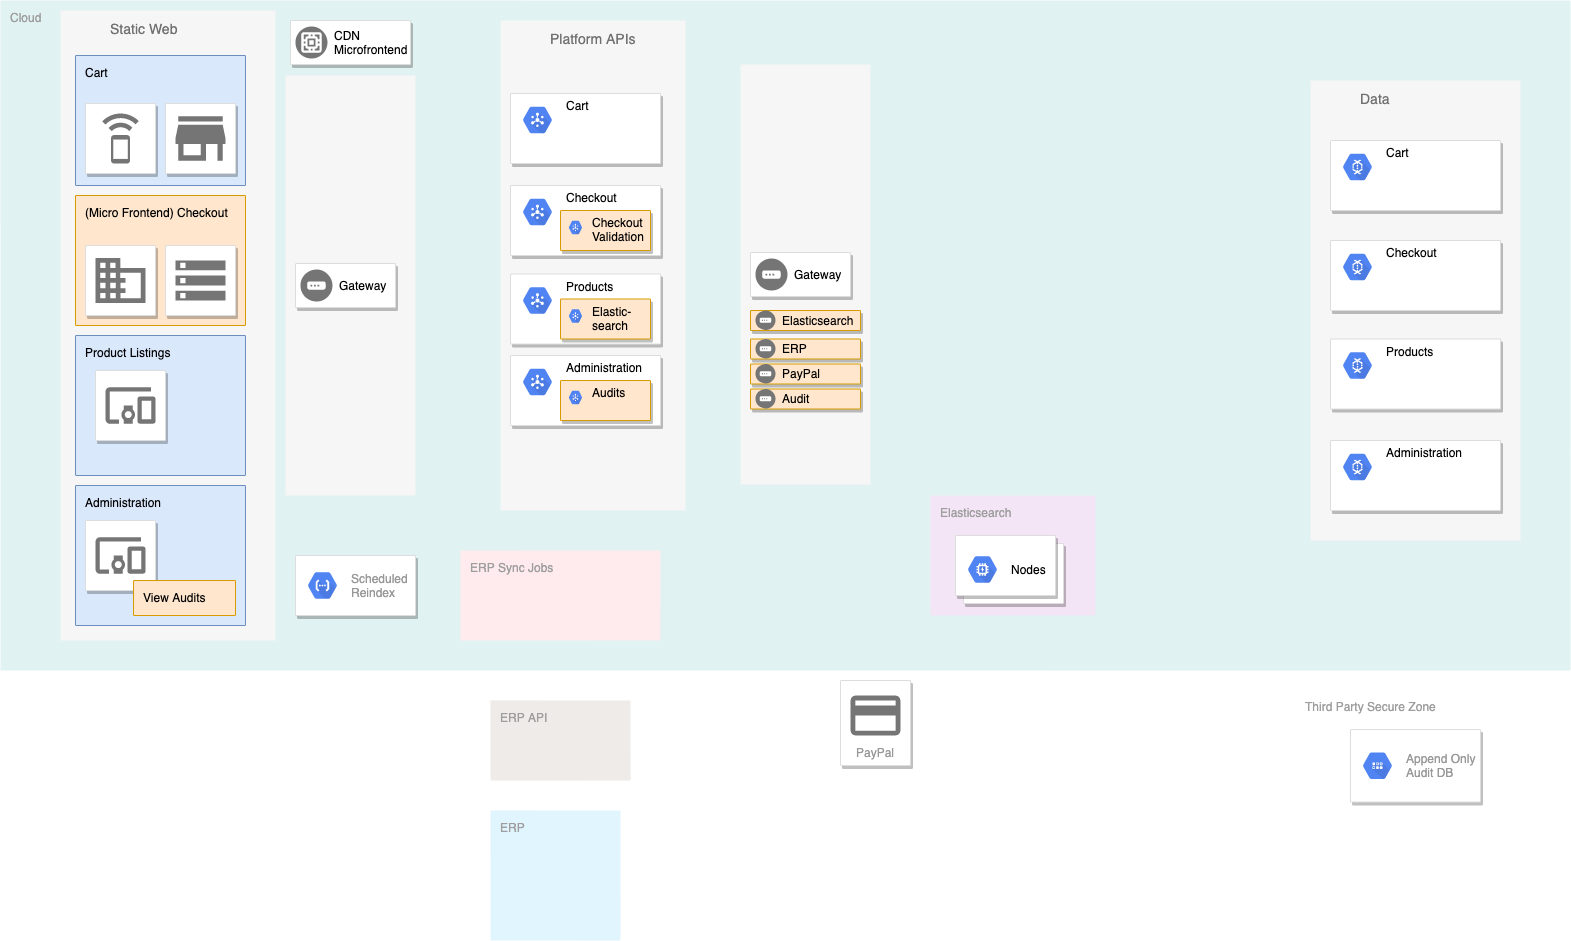 Cloud
Static Web
Cart
(Micro Frontend) Checkout
Product Listings
Administration
View Audits
CDN
Microfrontend
Gateway
Scheduled
Reindex
Platform APIs
Cart
Checkout
Checkout
Validation
Products
Elastic-
search
Administration
Audits
ERP Sync Jobs
Gateway
Elasticsearch
ERP
PayPal
Audit
Elasticsearch
Nodes
Data
Cart
Checkout
Products
Administration
ERP API
ERP
PayPal
Third Party Secure Zone
Append Only
Audit DB